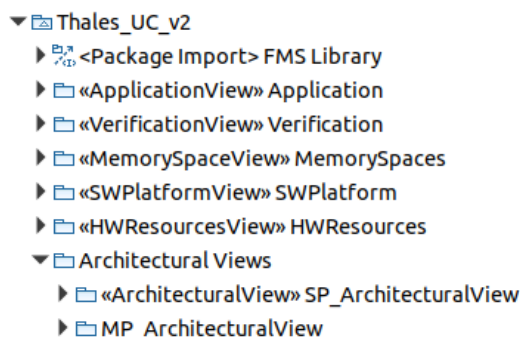 Thales_UC_v2
<Package Import> FMS Library
«ApplicationView» Application
«VerificationView» Verification
«MemorySpaceView» MemorySpaces
«SWPlatformView» SWPlatform
«HWResourcesView» HWResources
Architectural Views
«ArchitecturalView» SP_ArchitecturalView
MP_ArchitecturalView